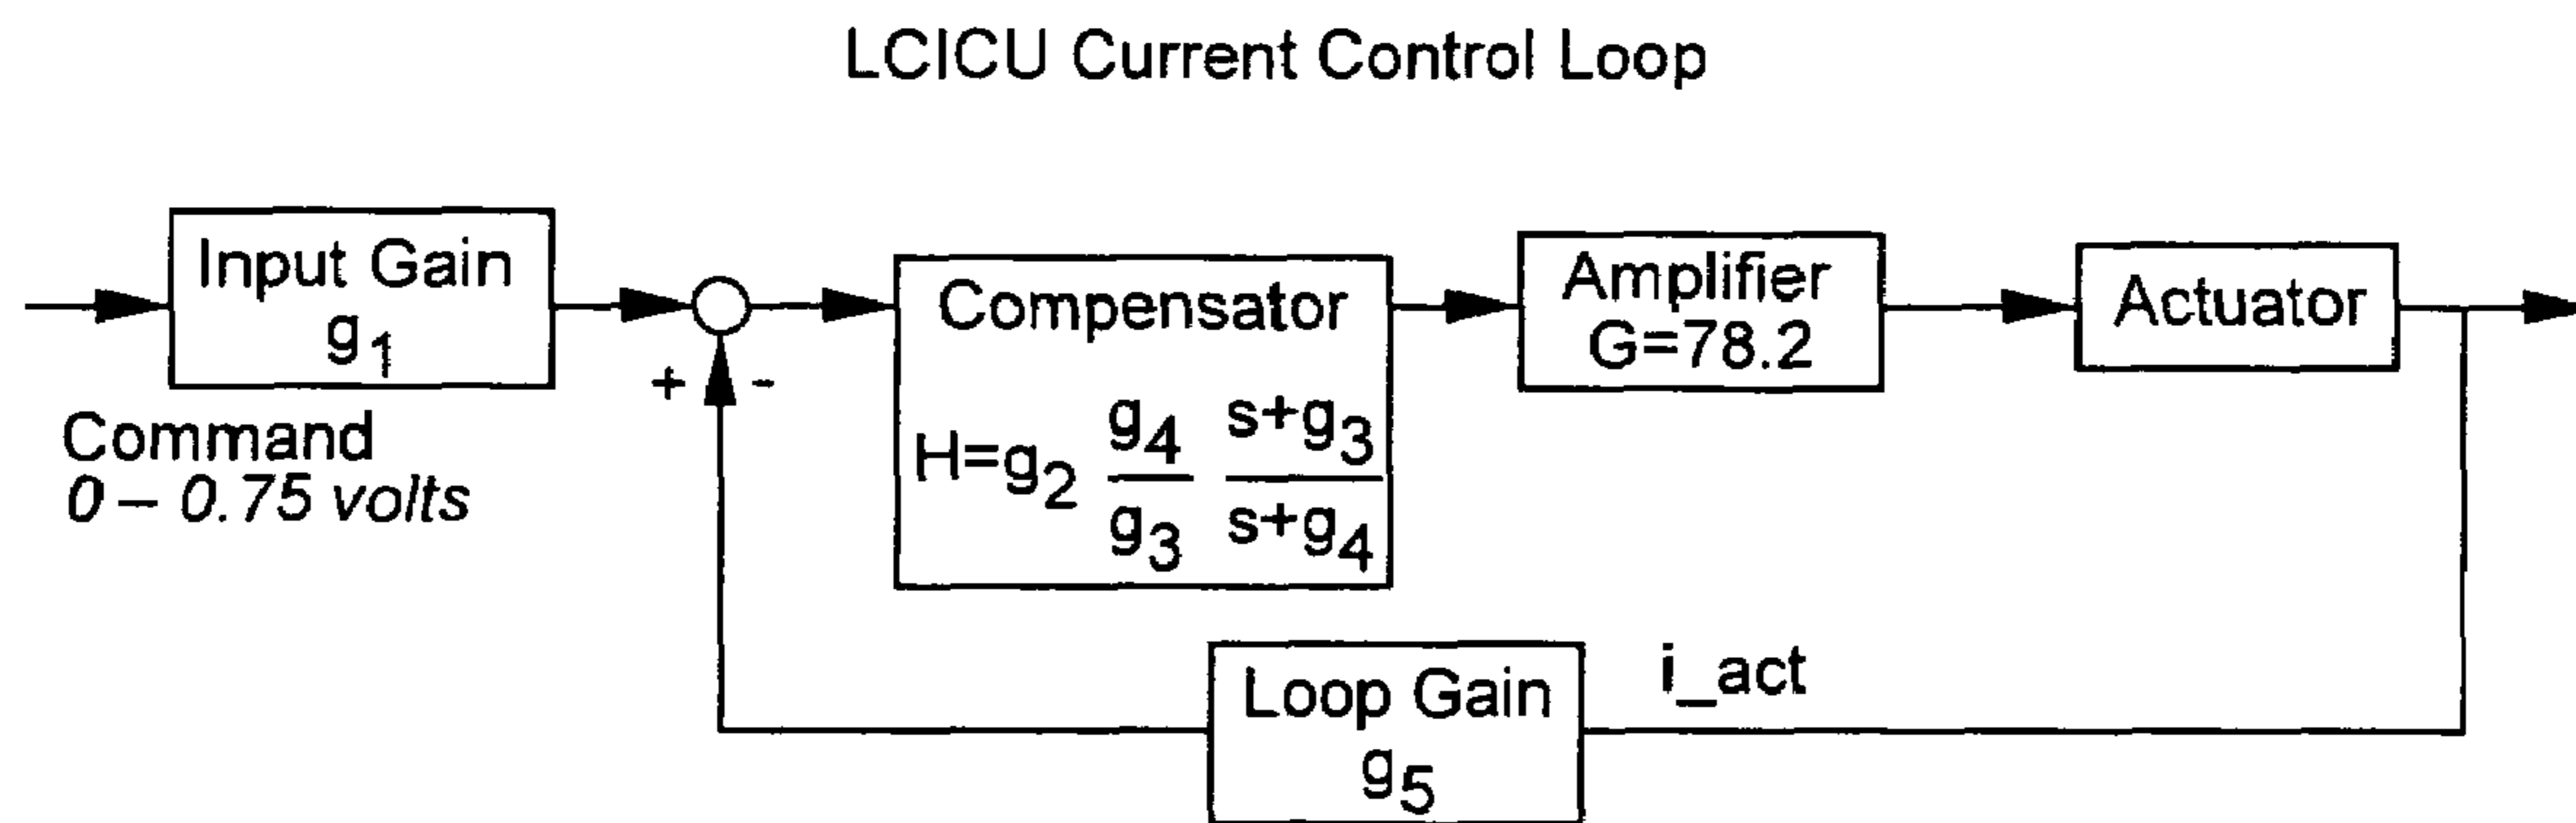 LCICU Current Control Loop
Input Gain
g1
Command
0 – 0.75 volts
+ -
Compensator
H=g2 g4/g3 s+g3/s+g4
Amplifier
G=78.2
Actuator
Loop Gain
g5
i_act